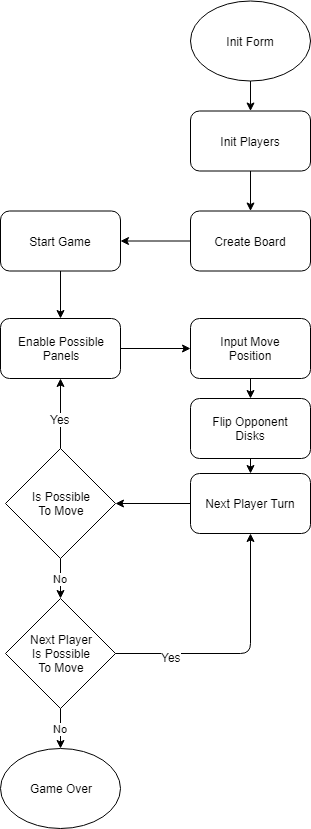 Init Form
Init Players
Start Game
Create Board
Enable Possible
Panels
Input Move
Position
Yes
Flip Opponent
Disks
Is Possible
To Move
Next Player Turn
No
Next Player
Is Possible
To Move
Yes
No
Game Over